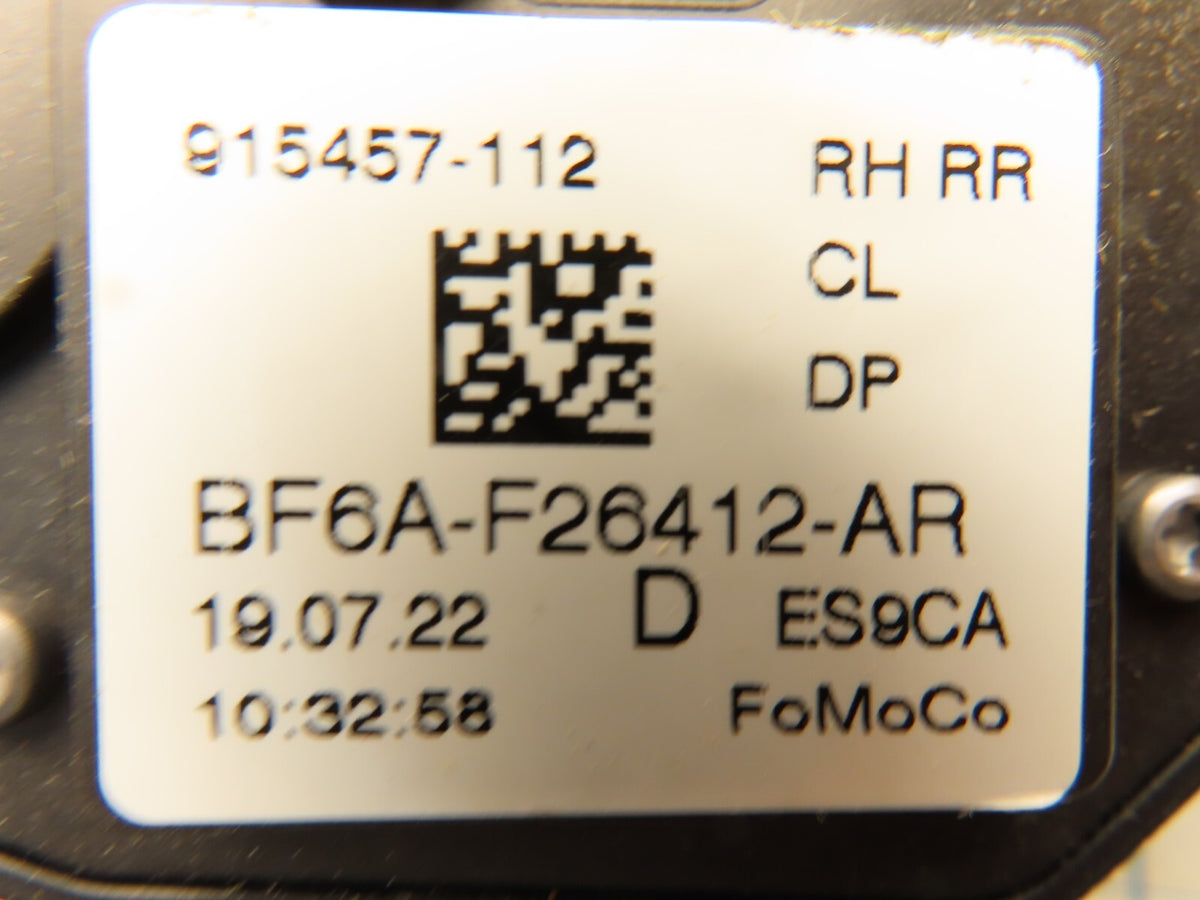 915457-112 RH RR
CL
DP
BF6A-F26412-AR
19.07.22 D ES9CA
10:32:58 FoMoCo